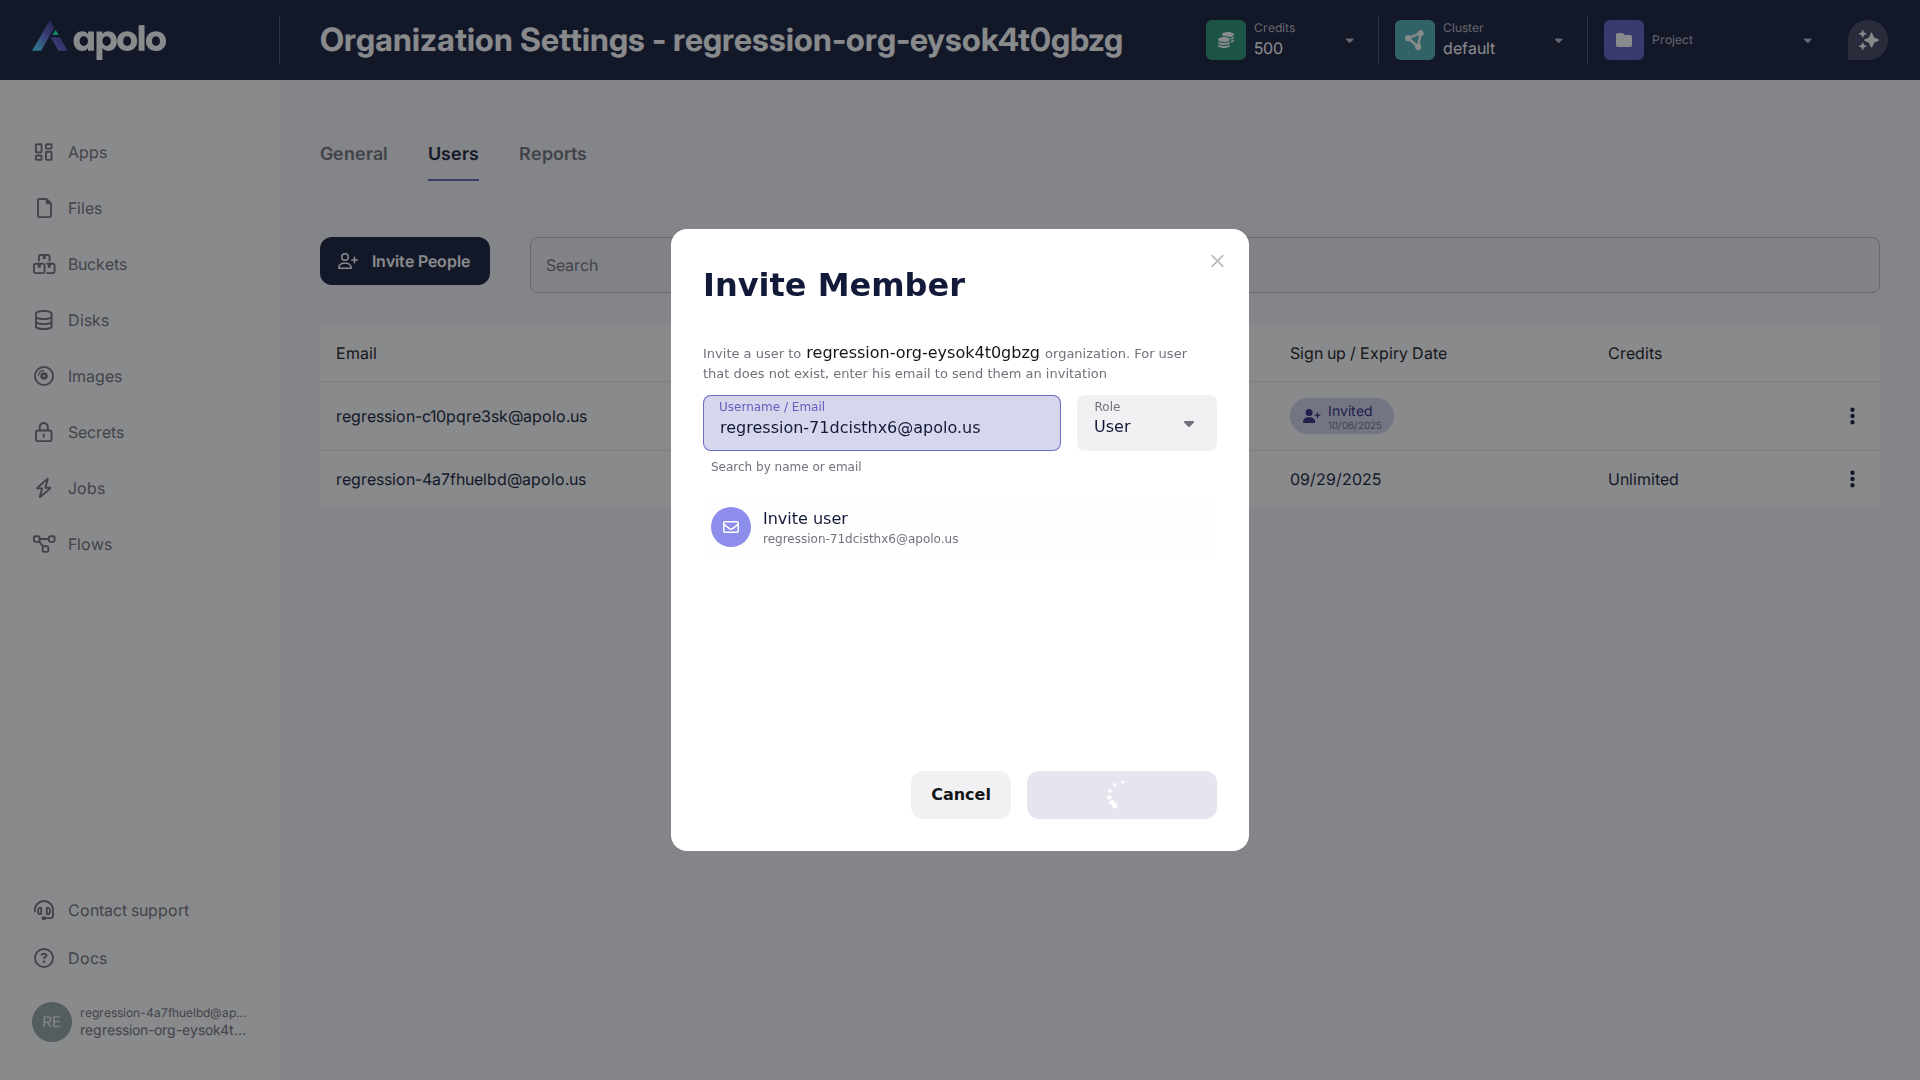 apolo
Organization Settings - regression-org-eysok4t0gbzg
Credits
500
Cluster
default
Project
Apps
Files
Buckets
Disks
Images
Secrets
Jobs
Flows
Contact support
Docs
RE
regression-4a7fhuelbd@ap...
regression-org-eysok4t...
General
Users
Reports
Invite People
Search
Email
Sign up / Expiry Date
Credits
regression-c10pqre3sk@apolo.us
Invited
10/06/2025
regression-4a7fhuelbd@apolo.us
09/29/2025
Unlimited
Invite Member
Invite a user to regression-org-eysok4t0gbzg organization. For user
that does not exist, enter his email to send them an invitation
Username / Email
regression-71dcisthx6@apolo.us
Role
User
Search by name or email
Invite user
regression-71dcisthx6@apolo.us
Cancel